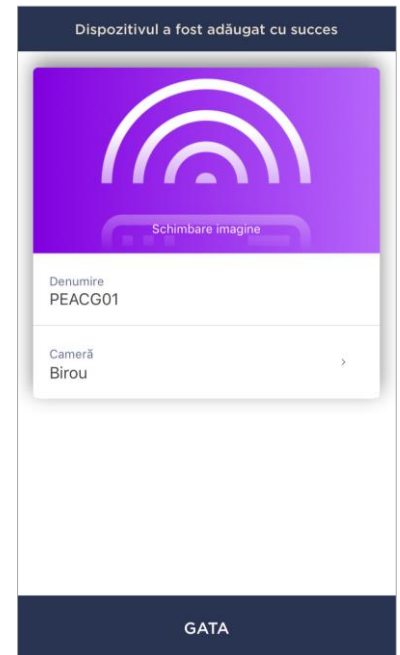 Dispozitivul a fost adăugat cu succes
Schimbare imagine
Denumire
PEACG01
Cameră
Birou
GATA